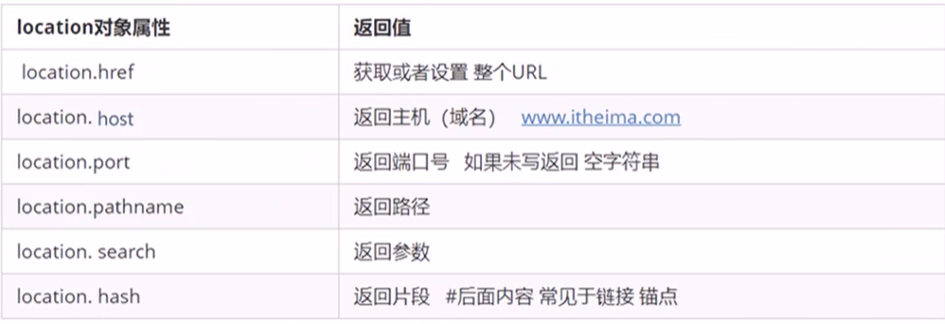 location对象属性 返回值
location.href 获取或者设置 整个URL
location. host 返回主机（域名） www.itheima.com
location.port 返回端口号 如果未写返回 空字符串
location.pathname 返回路径
location. search 返回参数
location. hash 返回片段 #后面内容 常见于链接 锚点